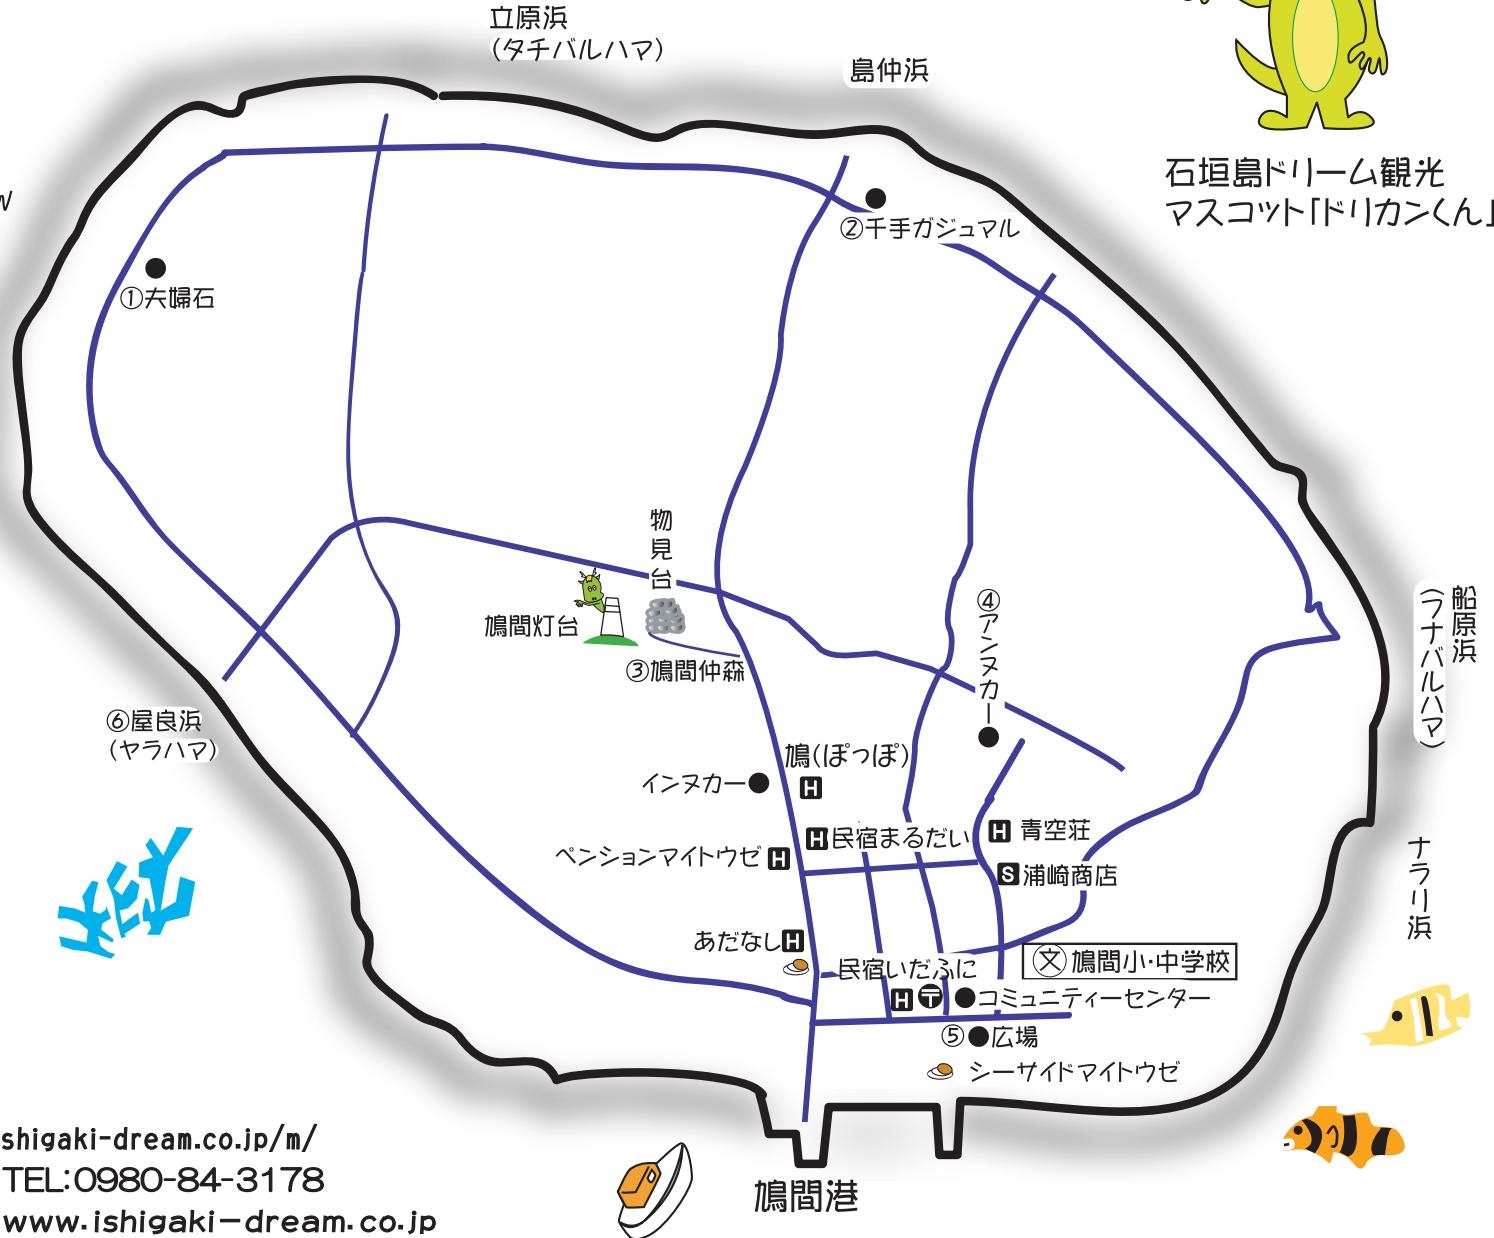 立原浜
(タチバルハマ)
島仲浜
石垣島ドリーム観光
マスコット「ドリカンくん」
②千手ガジュマル
①夫婦石
物見台
鳩間灯台
③鳩間仲森
④アンヌカー
船原浜
(フナバルハマ)
⑥屋良浜
(ヤラハマ)
鳩(ぽっぽ)
H
インヌカー
H 民宿まるだい
H 青空荘
ペンションマイトウゼ H
S 浦崎商店
ナラリ浜
あだなし H
民宿いだふに
文 鳩間小・中学校
H 〒 コミュニティーセンター
⑤ 広場
シーサイドマイトウゼ
鳩間港
shigaki-dream.co.jp/m/
TEL:0980-84-3178
www.ishigaki-dream.co.jp